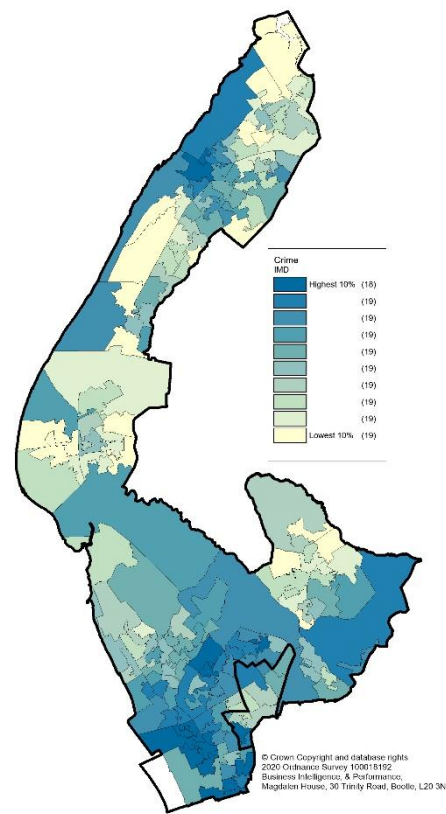 Crime
IMD
Highest 10% (18)
(19)
(19)
(19)
(19)
(19)
(19)
(19)
(19)
Lowest 10% (19)
© Crown Copyright and database rights
2020 Ordnance Survey 100018192
Business Intelligence, & Performance,
Magdalen House, 30 Trinity Road, Bootle, L20 3N